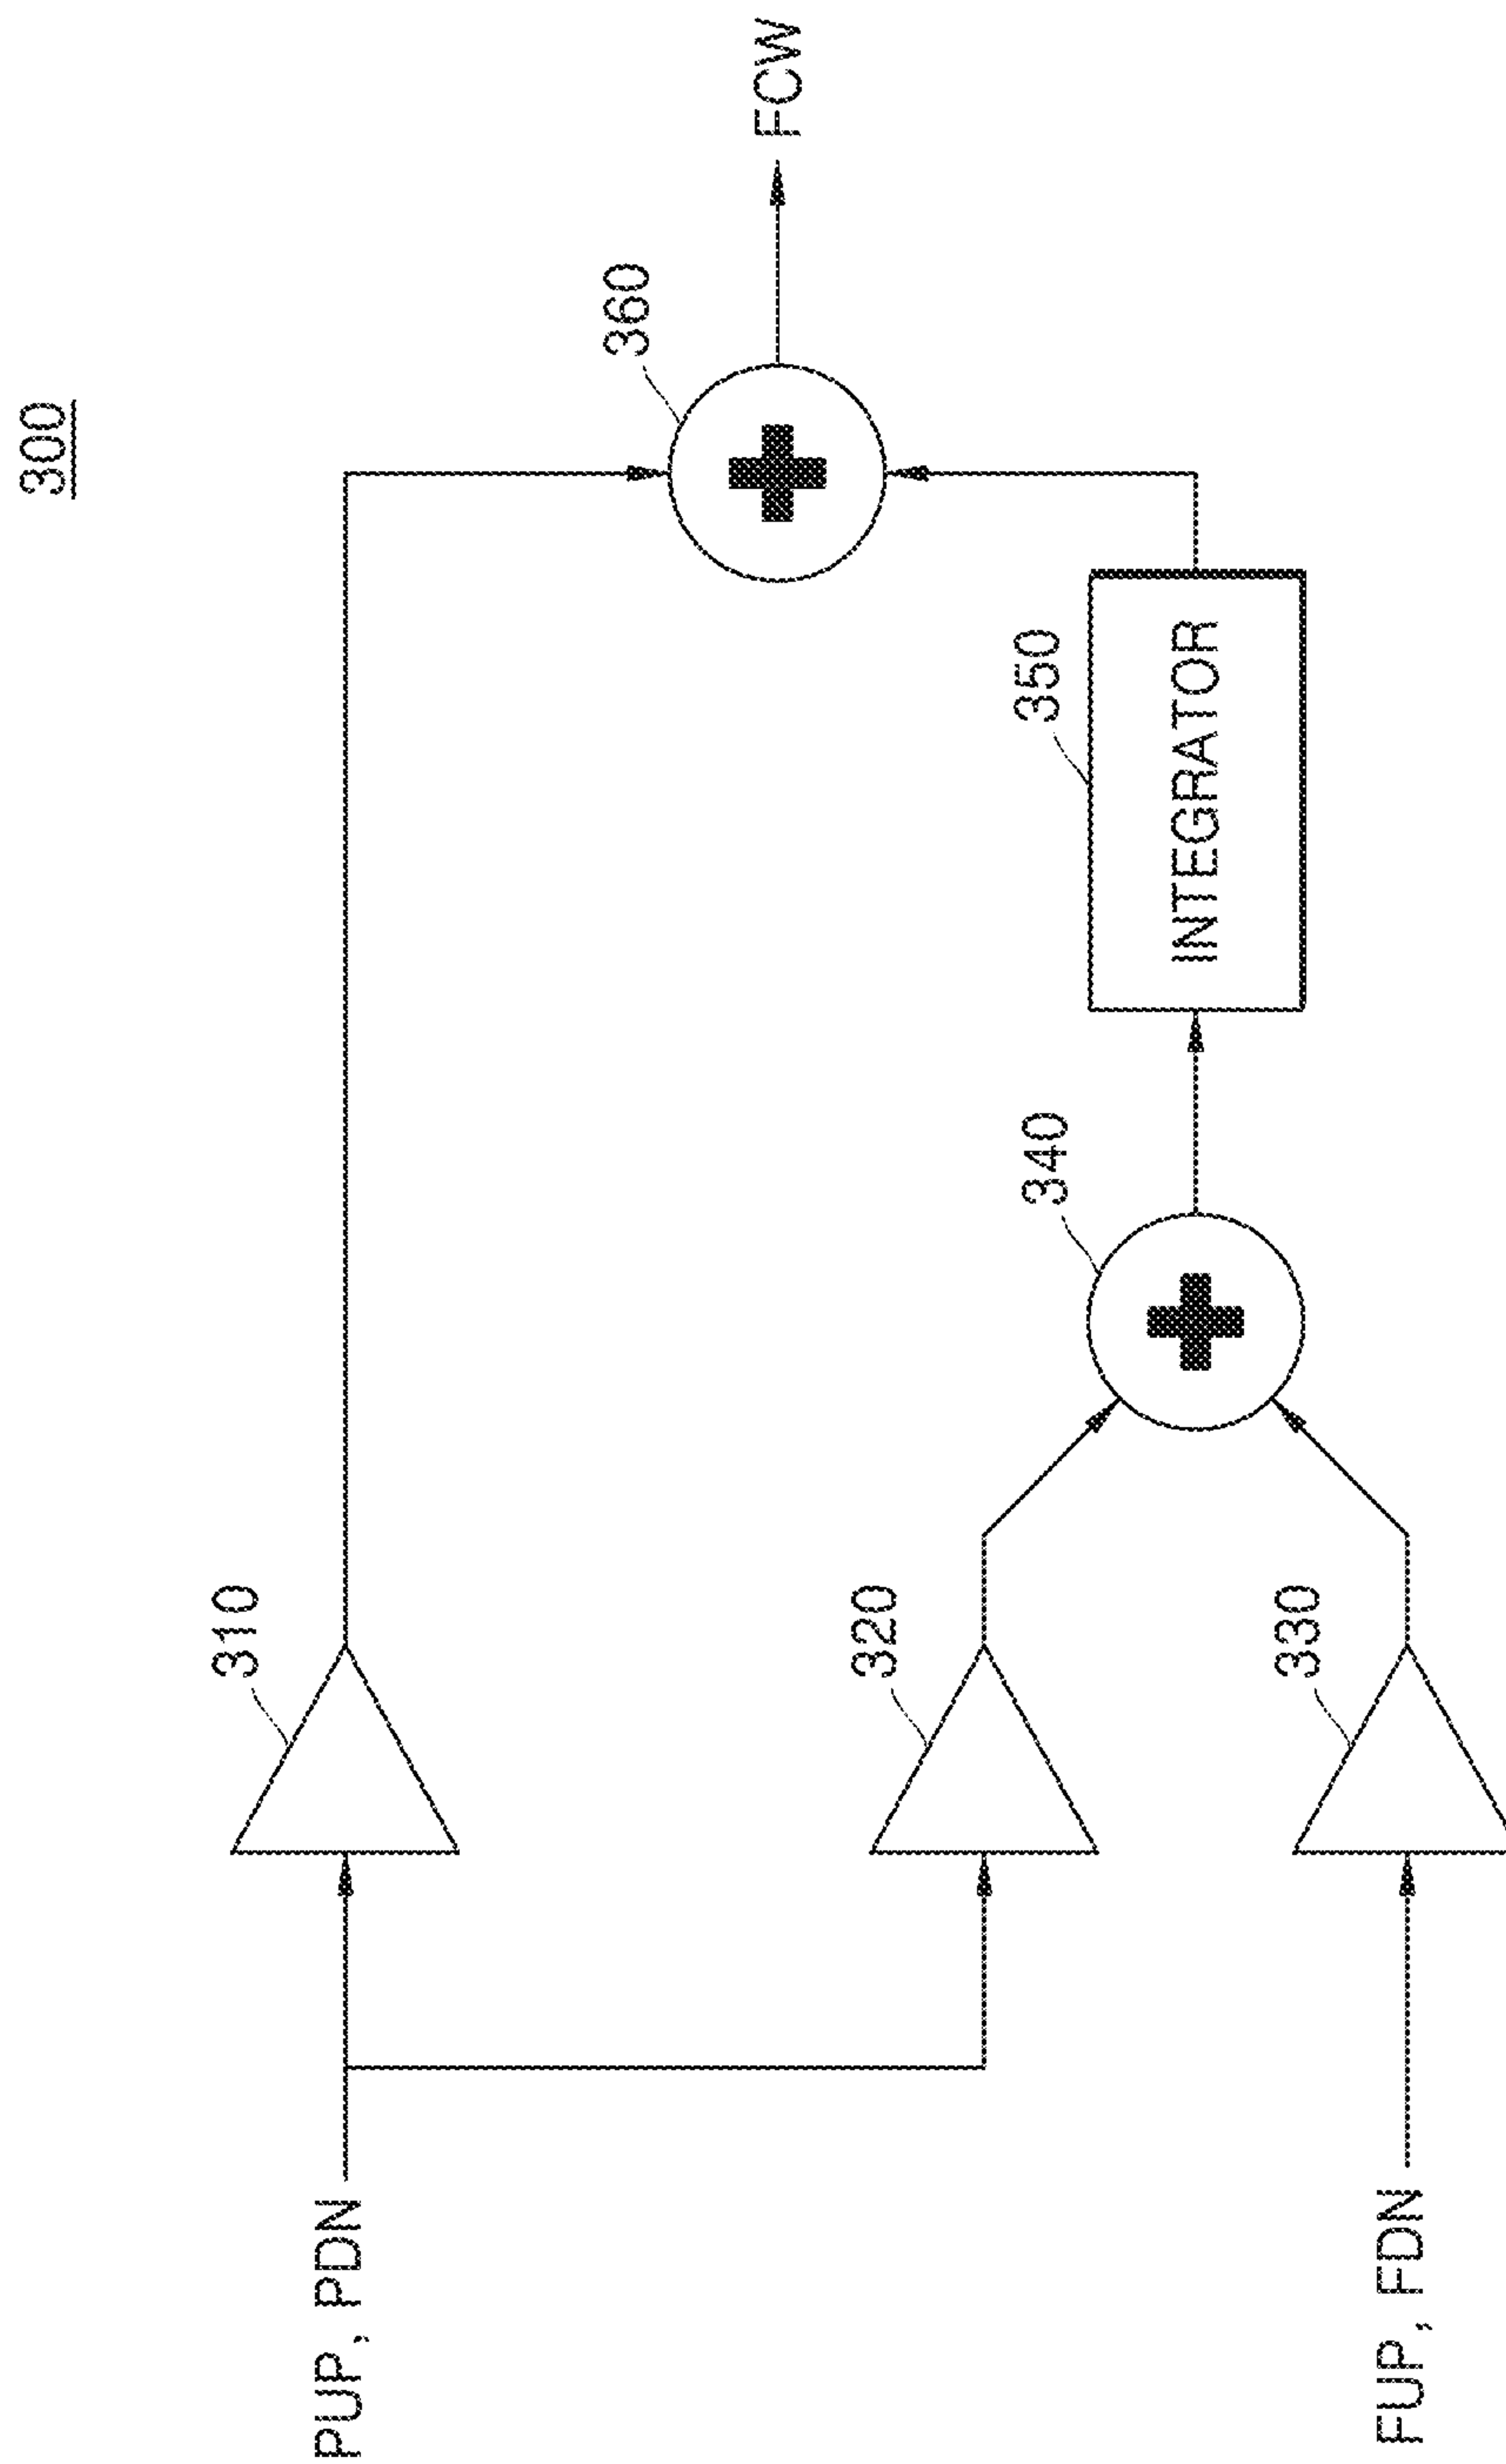 300
PUP, PDN
310
360
FCW
320
340
350
INTEGRATOR
FUP, FDN
330